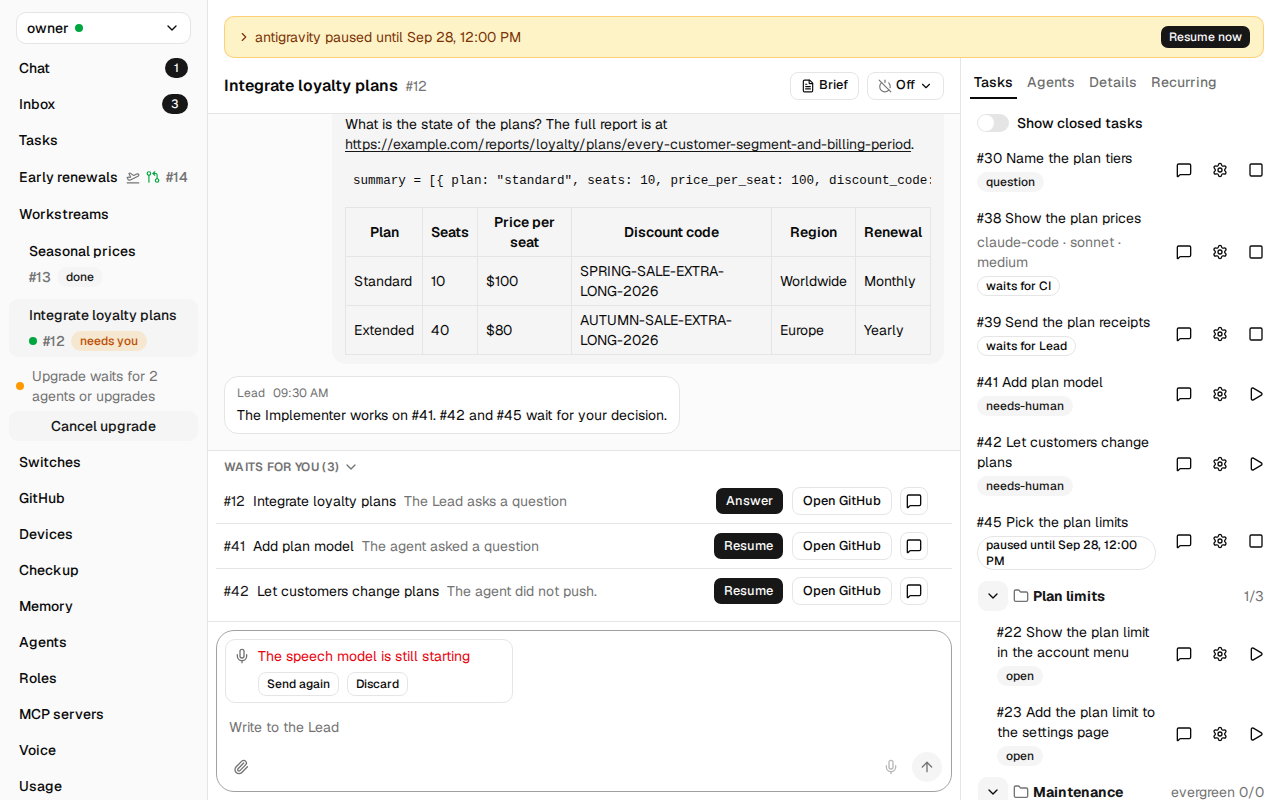 owner
Chat 1
Inbox 3
Tasks
Early renewals #14
Workstreams
Seasonal prices
#13 done
Integrate loyalty plans
#12 needs you
Upgrade waits for 2
agents or upgrades
Cancel upgrade
Switches
GitHub
Devices
Checkup
Memory
Agents
Roles
MCP servers
Voice
Usage
antigravity paused until Sep 28, 12:00 PM
Resume now
Integrate loyalty plans #12
Brief
Off
What is the state of the plans? The full report is at
https://example.com/reports/loyalty/plans/every-customer-segment-and-billing-period.
summary = [{ plan: "standard", seats: 10, price_per_seat: 100, discount_code:
Plan Seats Price per seat Discount code Region Renewal
Standard 10 $100 SPRING-SALE-EXTRA-LONG-2026 Worldwide Monthly
Extended 40 $80 AUTUMN-SALE-EXTRA-LONG-2026 Europe Yearly
Lead 09:30 AM
The Implementer works on #41. #42 and #45 wait for your decision.
WAITS FOR YOU (3)
#12 Integrate loyalty plans The Lead asks a question Answer Open GitHub
#41 Add plan model The agent asked a question Resume Open GitHub
#42 Let customers change plans The agent did not push. Resume Open GitHub
The speech model is still starting
Send again Discard
Write to the Lead
Tasks Agents Details Recurring
Show closed tasks
#30 Name the plan tiers
question
#38 Show the plan prices
claude-code · sonnet ·
medium
waits for CI
#39 Send the plan receipts
waits for Lead
#41 Add plan model
needs-human
#42 Let customers change
plans
needs-human
#45 Pick the plan limits
paused until Sep 28, 12:00
PM
Plan limits 1/3
#22 Show the plan limit
in the account menu
open
#23 Add the plan limit to
the settings page
open
Maintenance evergreen 0/0